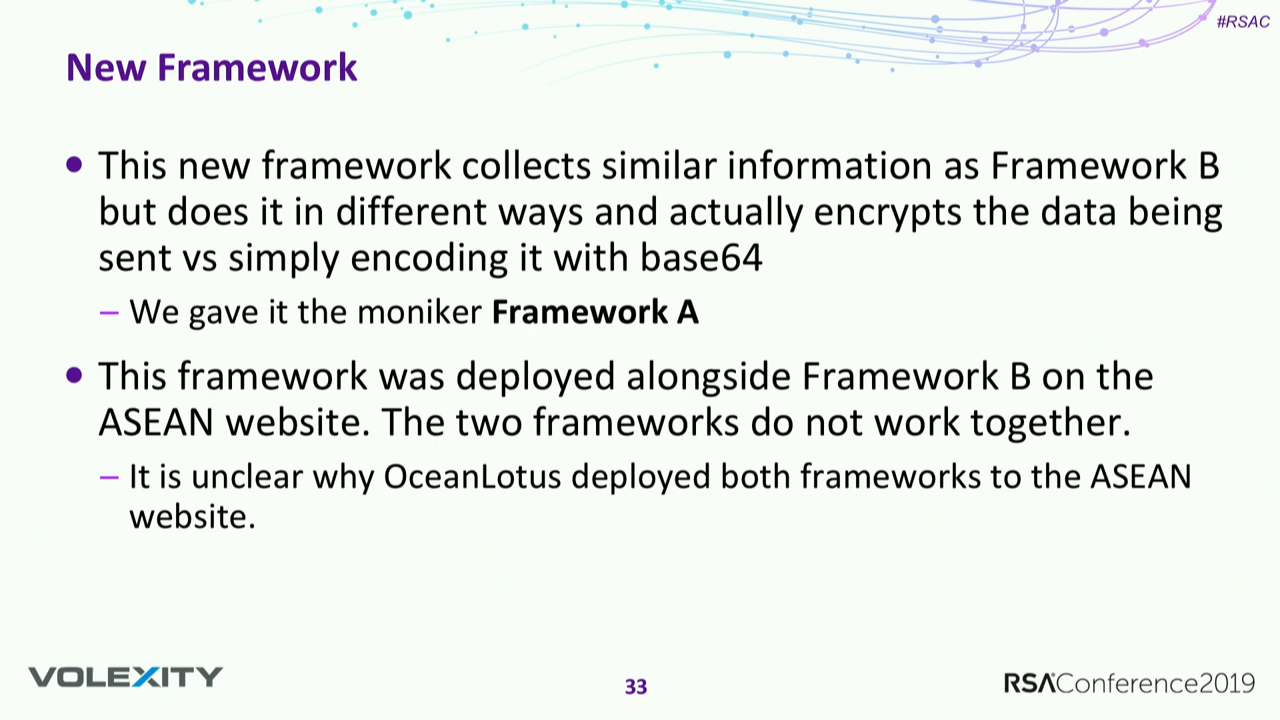 #RSAC
New Framework
• This new framework collects similar information as Framework B
but does it in different ways and actually encrypts the data being
sent vs simply encoding it with base64
– We gave it the moniker Framework A
• This framework was deployed alongside Framework B on the
ASEAN website. The two frameworks do not work together.
– It is unclear why OceanLotus deployed both frameworks to the ASEAN
website.
VOLEXITY
33
RSAConference2019